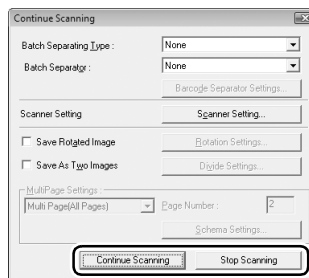 Continue Scanning
Batch Separating Type : None
Batch Separator : None
Barcode Separator Settings...
Scanner Setting Scanner Setting...
Save Rotated Image Rotation Settings...
Save As Two Images Divide Settings...
MultiPage Settings :
Multi Page(All Pages) Page Number : 2
Schema Settings...
Continue Scanning Stop Scanning